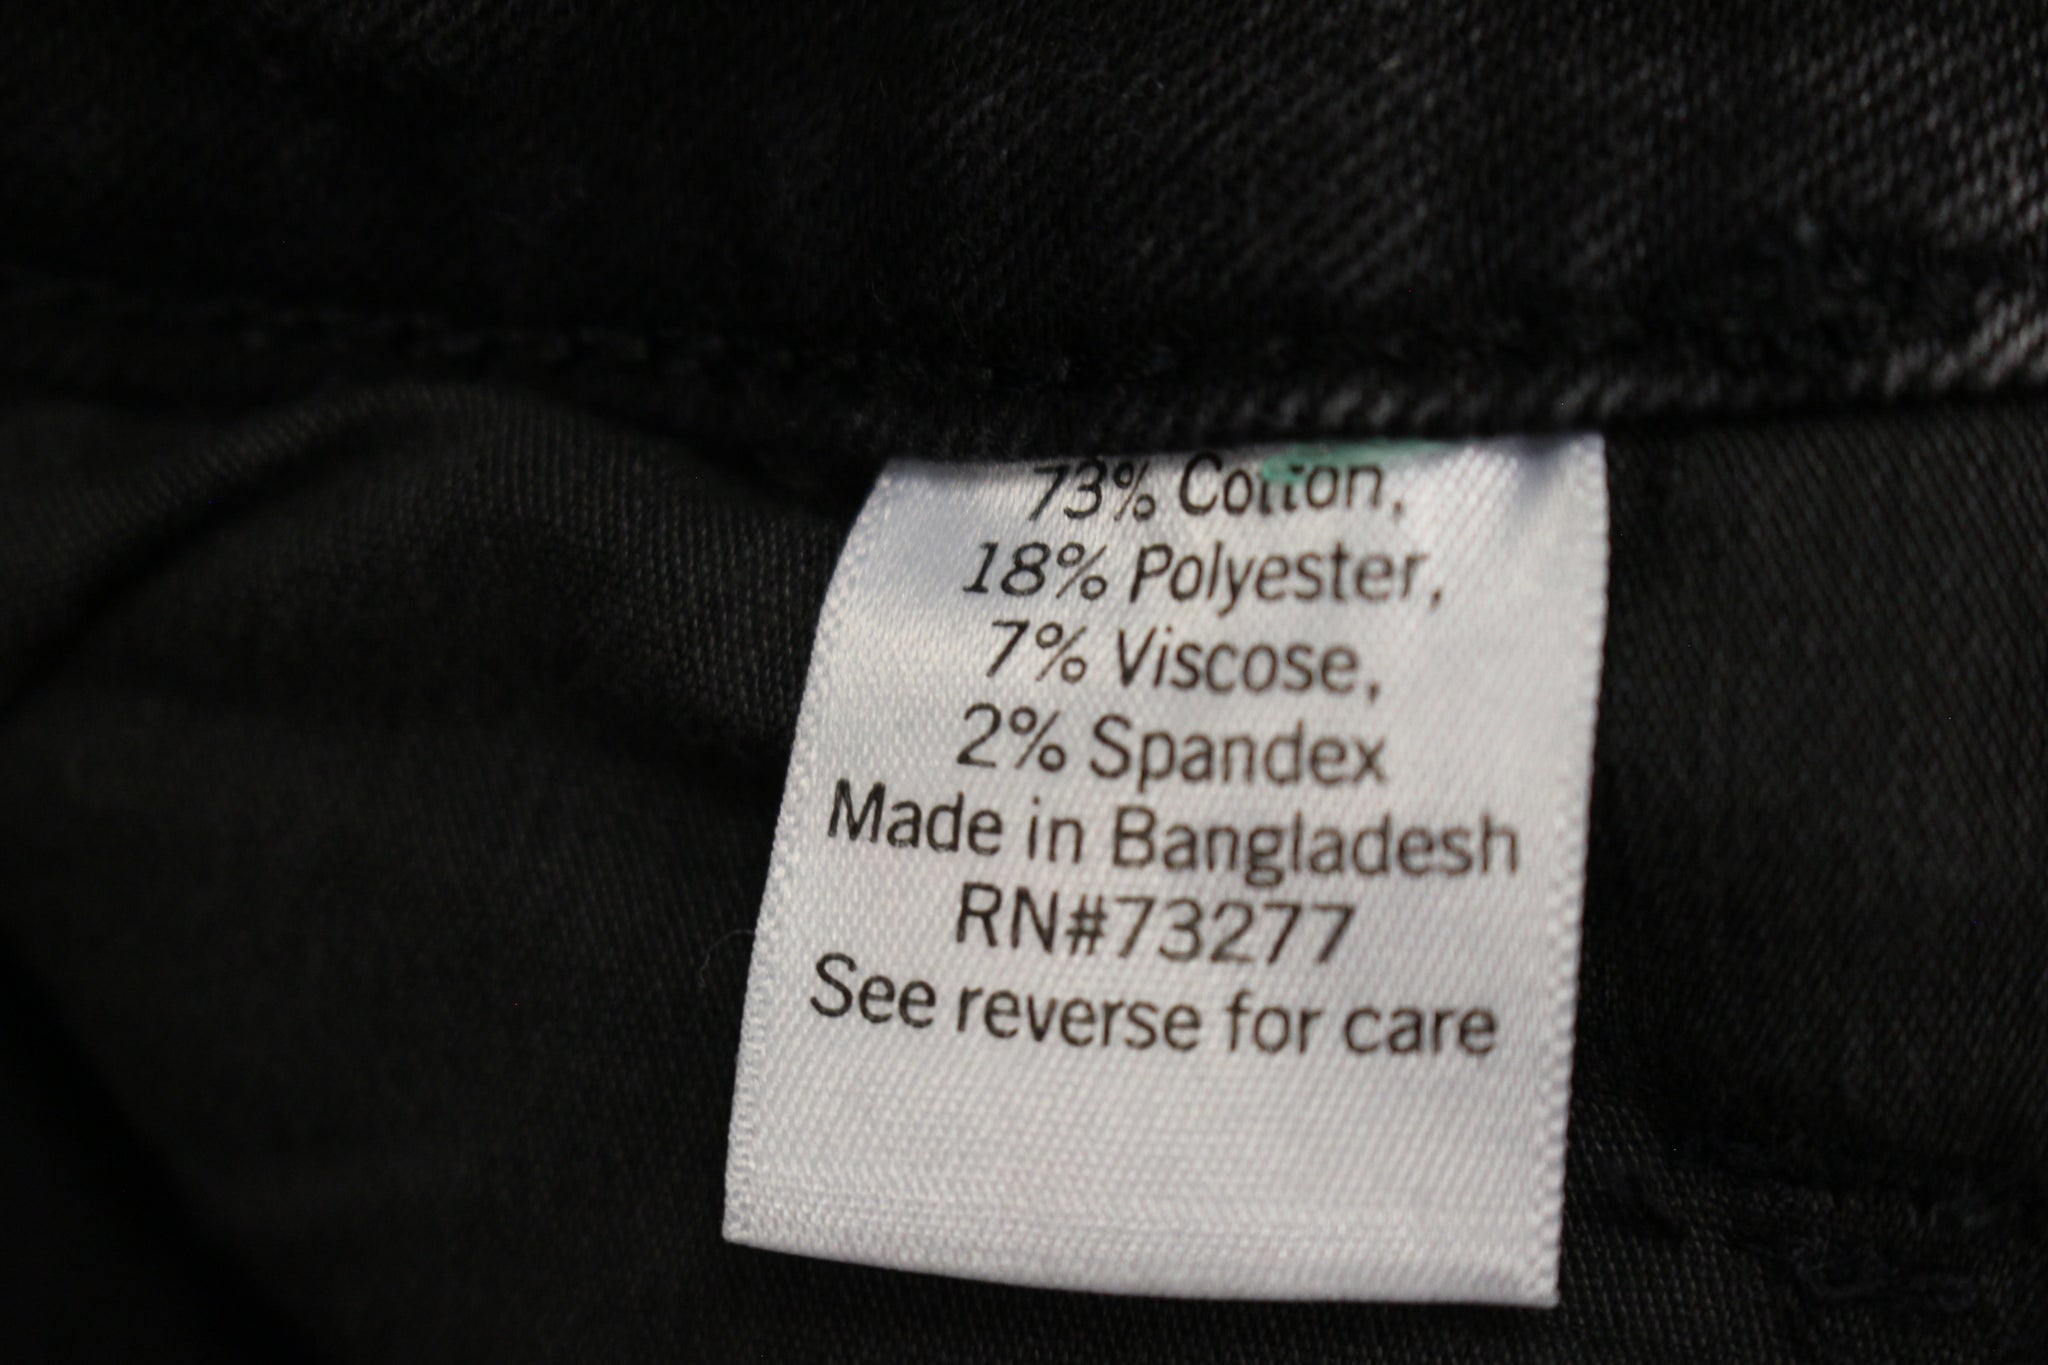 73% Cotton,
18% Polyester,
7% Viscose,
2% Spandex
Made in Bangladesh
RN#73277
See reverse for care